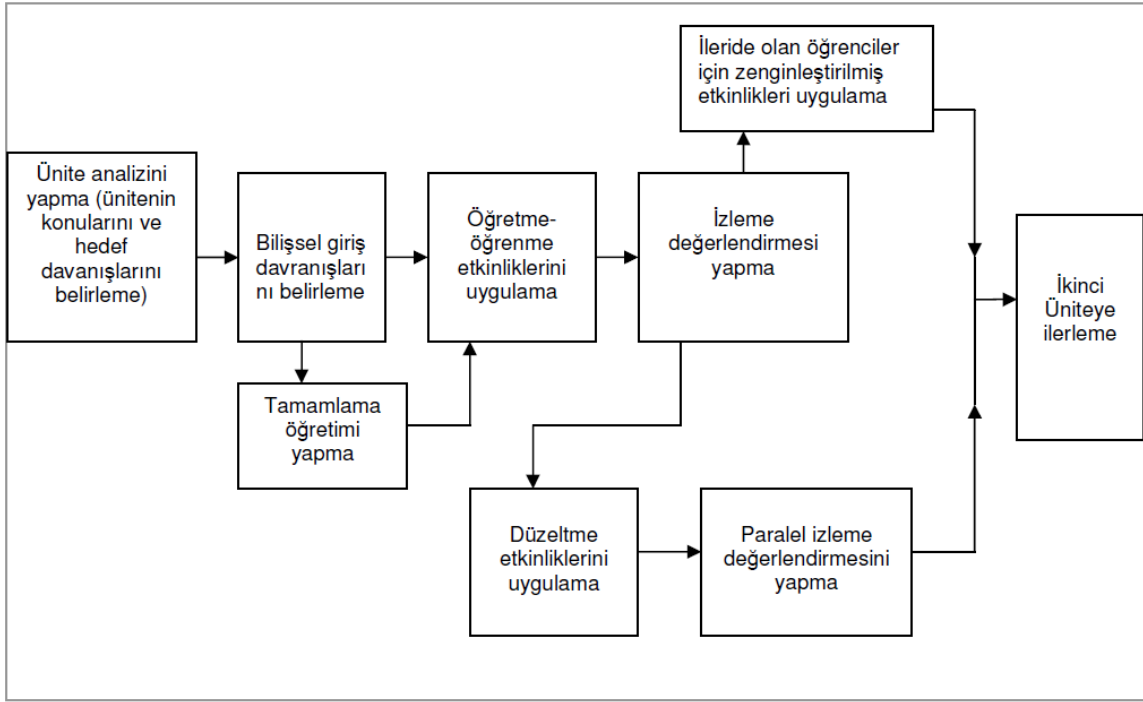 Ünite analizini
yapma (ünitenin
konularını ve
hedef
davanışlarını
belirleme)
Bilişsel giriş
davranışları
nı belirleme
Tamamlama
öğretimi
yapma
Öğretme-
öğrenme
etkinliklerini
uygulama
İzleme
değerlendirmesi
yapma
İleride olan öğrenciler
için zenginleştirilmiş
etkinlikleri uygulama
Düzeltme
etkinliklerini
uygulama
Paralel izleme
değerlendirmesini
yapma
İkinci
Üniteye
ilerleme